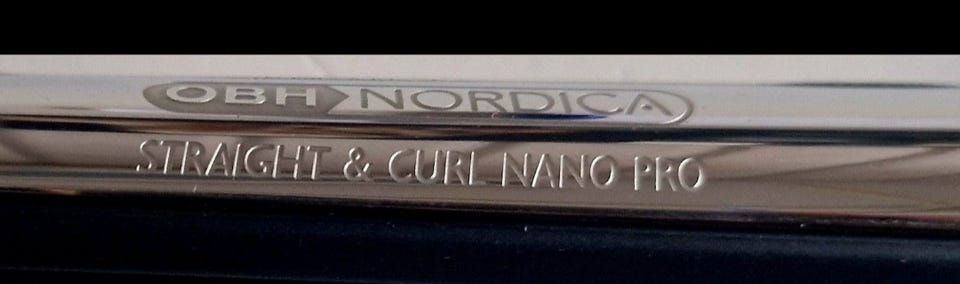 OBH NORDICA
STRAIGHT & CURL NANO PRO